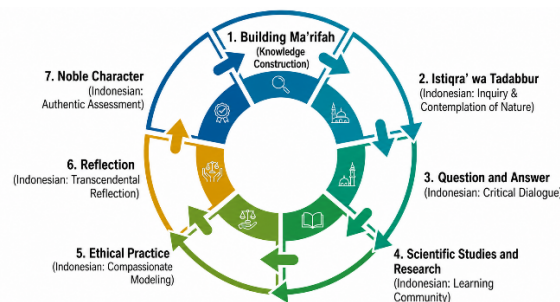 1. Building Ma'rifah
(Knowledge
Construction)
2. Istiqra' wa Tadabbur
(Indonesian: Inquiry
& Contemplation of Nature)
3. Question and Answer
(Indonesian: Critical Dialogue)
4. Scientific Studies and
Research
(Indonesian: Learning
Community)
5. Ethical Practice
(Indonesian: Compassionate
Modeling)
6. Reflection
(Indonesian: Transcendental
Reflection)
7. Noble Character
(Indonesian:
Authentic Assessment)